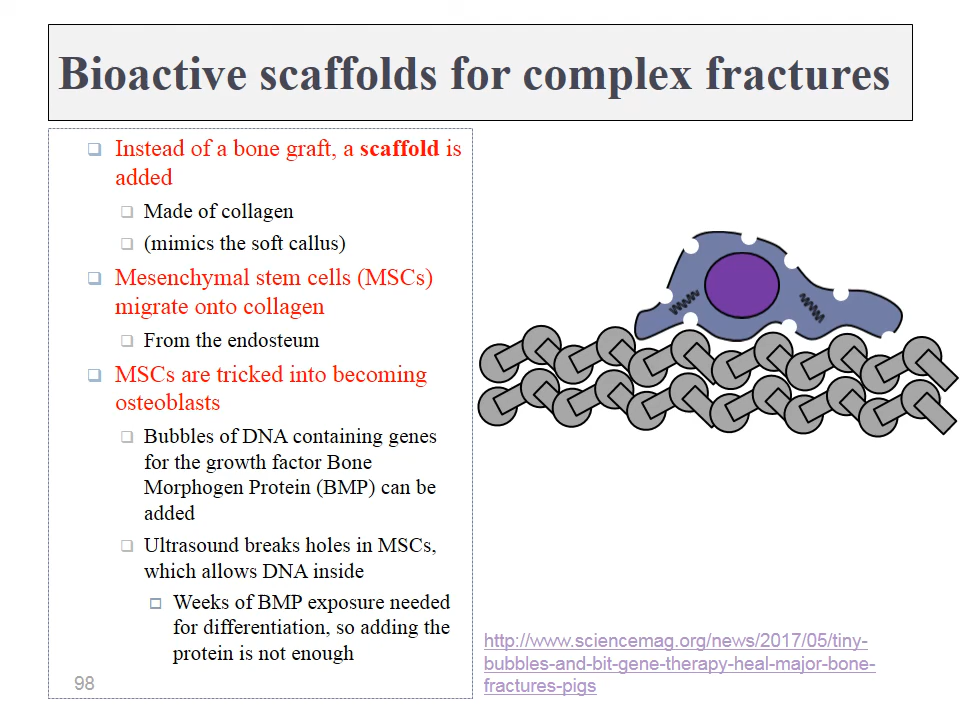 Bioactive scaffolds for complex fractures
Instead of a bone graft, a scaffold is
added
Made of collagen
(mimics the soft callus)
Mesenchymal stem cells (MSCs)
migrate onto collagen
From the endosteum
MSCs are tricked into becoming
osteoblasts
Bubbles of DNA containing genes
for the growth factor Bone
Morphogen Protein (BMP) can be
added
Ultrasound breaks holes in MSCs,
which allows DNA inside
Weeks of BMP exposure needed
for differentiation, so adding the
protein is not enough
98
http://www.sciencemag.org/news/2017/05/tiny-
bubbles-and-bit-gene-therapy-heal-major-bone-
fractures-pigs